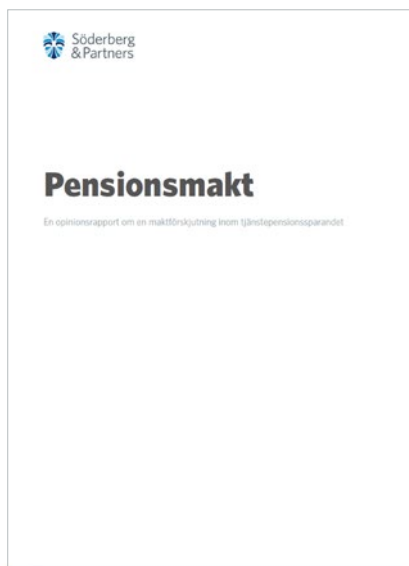 Söderberg
& Partners
Pensionsmakt
En opinionsrapport om en maktförskjutning inom tjänstepensionssparandet